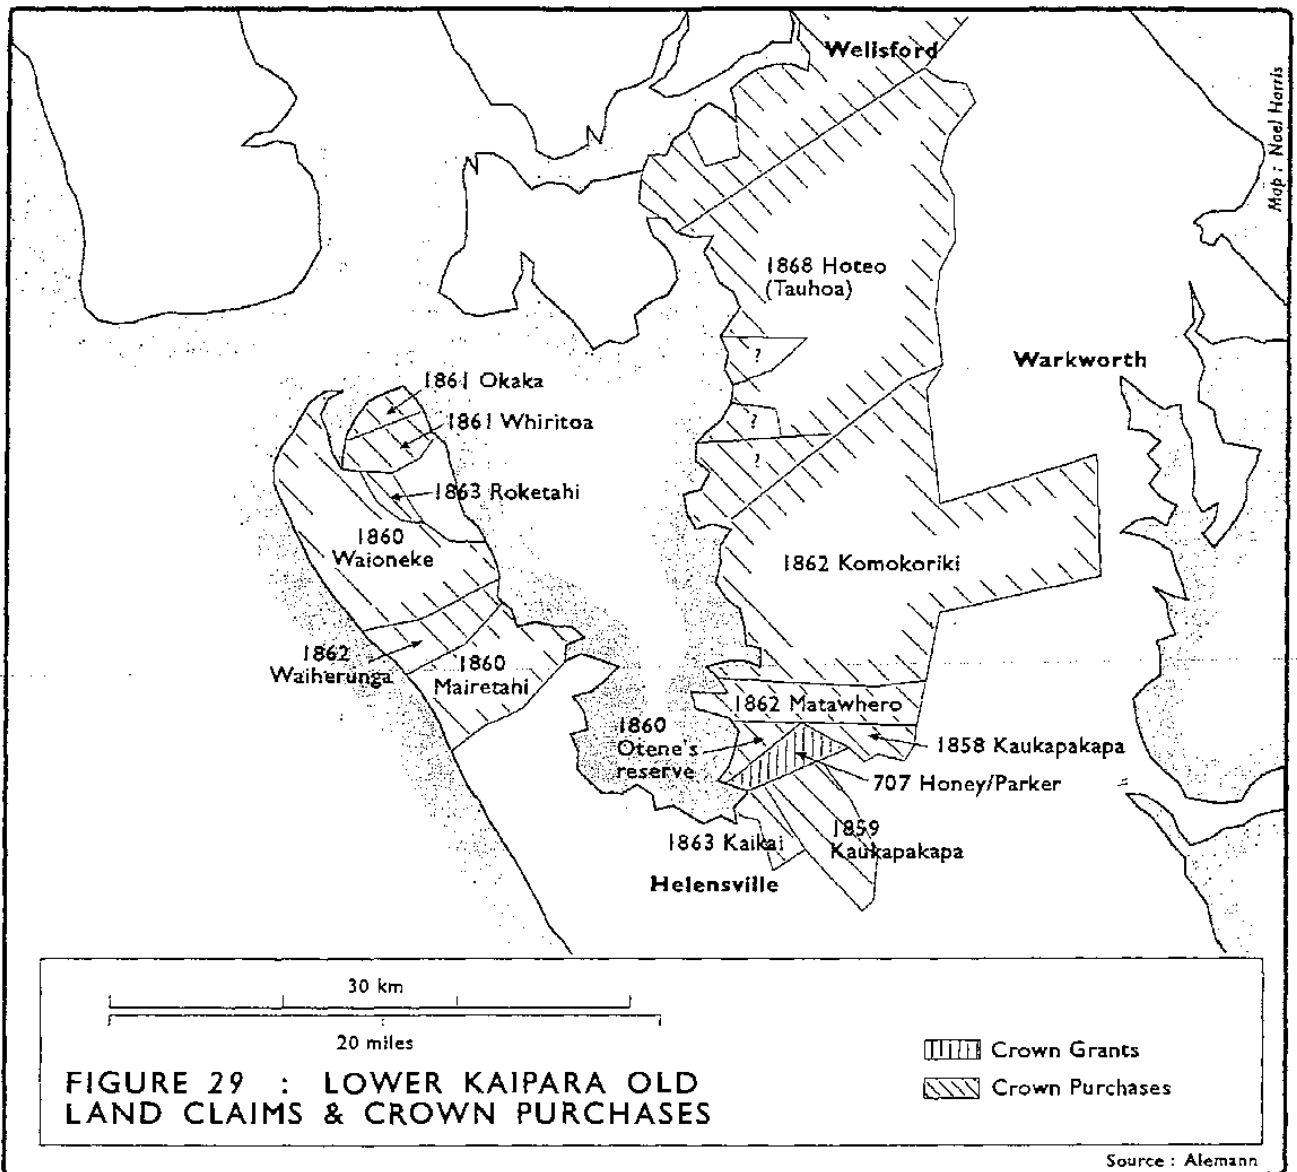 Wellsford
Map : Noel Harris
1868 Hoteo
(Tauhoa)
?
Warkworth
1861 Okaka
1861 Whiritoa
?
?
1863 Roketahi
1860
Waioneke
1862 Komokoriki
1862
Waiherunga
1860
Mairetahi
1862 Matawhero
1860
Otene's
reserve
1858 Kaukapakapa
707 Honey/Parker
1863 Kaikai
1859
Kaukapakapa
Helensville
30 km
20 miles
FIGURE 29 : LOWER KAIPARA OLD
LAND CLAIMS & CROWN PURCHASES
Crown Grants
Crown Purchases
Source : Alemann